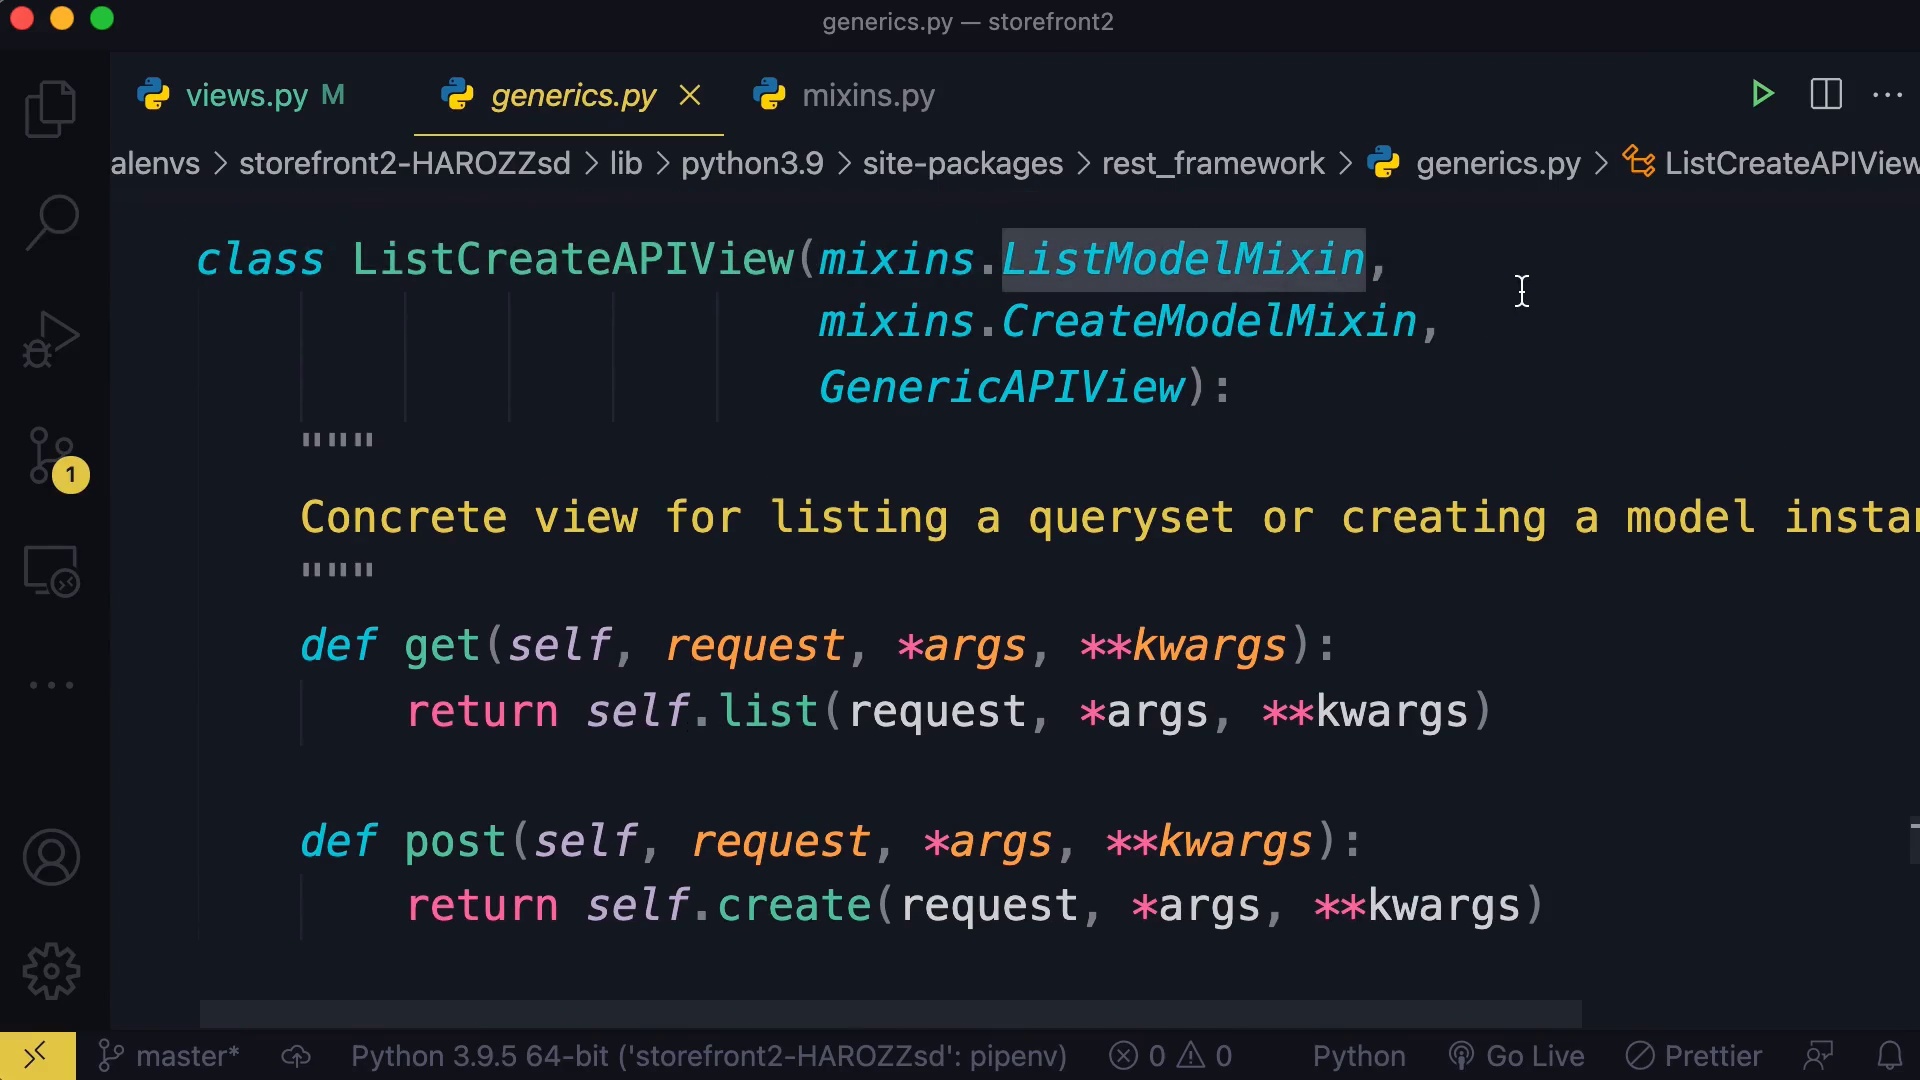 generics.py — storefront2
views.py M generics.py mixins.py
alenvs > storefront2-HAROZZsd > lib > python3.9 > site-packages > rest_framework > generics.py > ListCreateAPIView
class ListCreateAPIView(mixins.ListModelMixin,
mixins.CreateModelMixin,
GenericAPIView):
"""
Concrete view for listing a queryset or creating a model instan
"""
def get(self, request, *args, **kwargs):
return self.list(request, *args, **kwargs)
def post(self, request, *args, **kwargs):
return self.create(request, *args, **kwargs)
1
master* Python 3.9.5 64-bit ('storefront2-HAROZZsd': pipenv) 0 0 Python Go Live Prettier